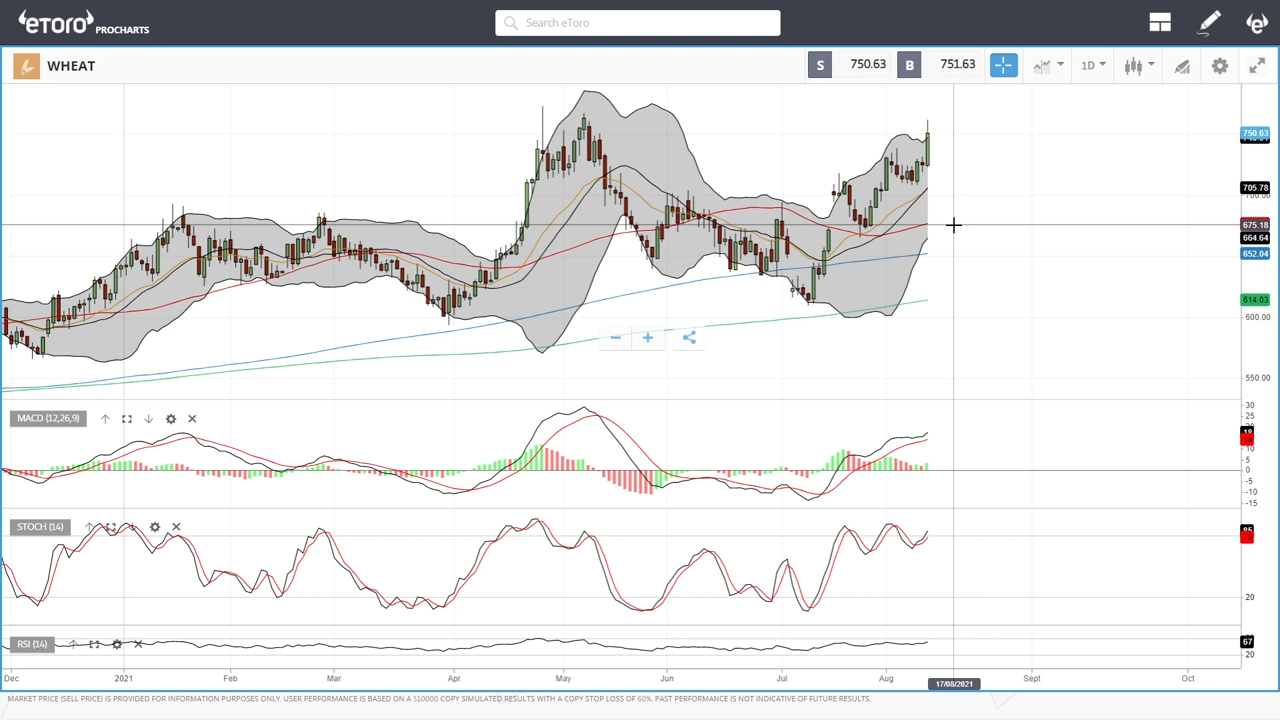 eTORO PROCHARTS
Search eToro
WHEAT
S 750.63 B 751.63 1D
750.63
705.78
700.00
675.18
664.64
652.04
614.03
600.00
550.00
MACD (12,26,9)
30
25
20
18
14
10
5
0
-5
-10
-15
STOCH (14)
20
RSI (14)
67
20
Dec 2021 Feb Mar Apr May Jun Jul Aug Sept Oct
17/08/2021
MARKET PRICE (SELL PRICE) IS PROVIDED FOR INFORMATION PURPOSES ONLY. USER PERFORMANCE IS BASED ON A $10000 COPY SIMULATED RESULTS WITH A COPY STOP LOSS OF 60%. PAST PERFORMANCE IS NOT INDICATIVE OF FUTURE RESULTS.